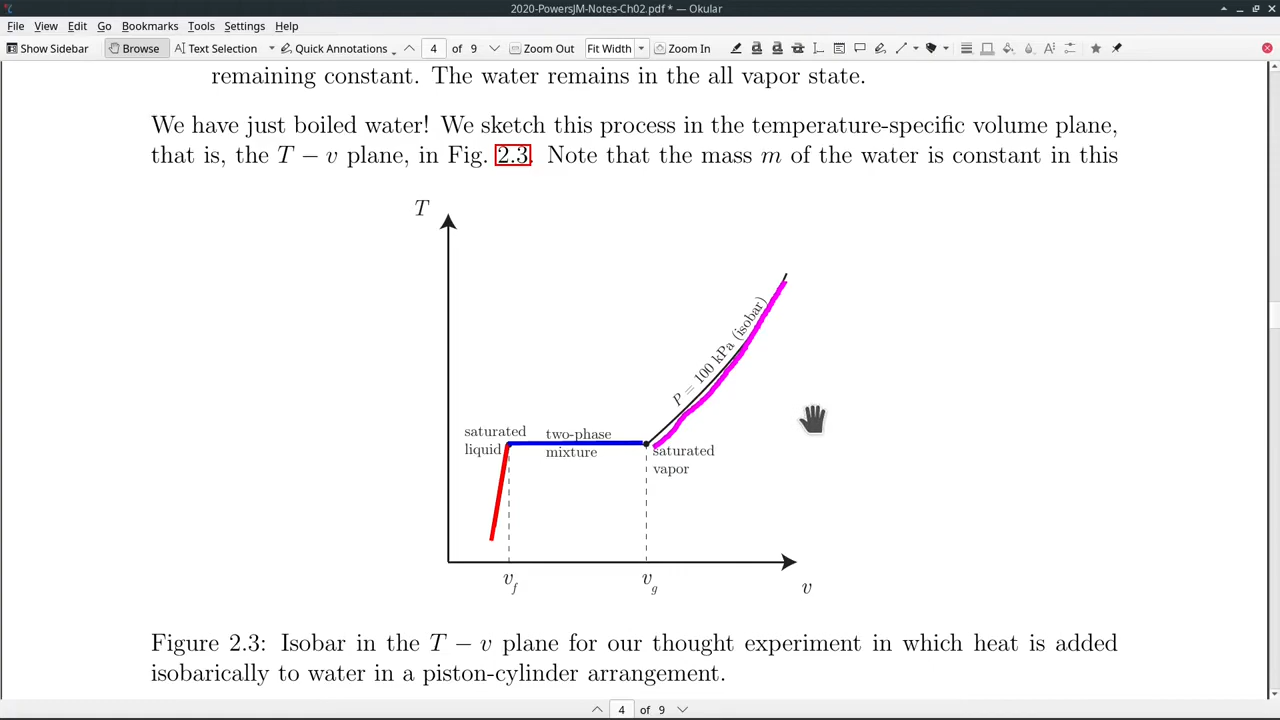 2020-PowersJM-Notes-Ch02.pdf * — Okular
File View Edit Go Bookmarks Tools Settings Help
Show Sidebar Browse Text Selection Quick Annotations 4 of 9 Zoom Out Fit Width Zoom In
remaining constant. The water remains in the all vapor state.
We have just boiled water! We sketch this process in the temperature-specific volume plane,
that is, the T − v plane, in Fig. 2.3. Note that the mass m of the water is constant in this
T
P = 100 kPa (isobar)
saturated
liquid
two-phase
mixture
saturated
vapor
v_f
v_g
v
Figure 2.3: Isobar in the T − v plane for our thought experiment in which heat is added
isobarically to water in a piston-cylinder arrangement.
4 of 9